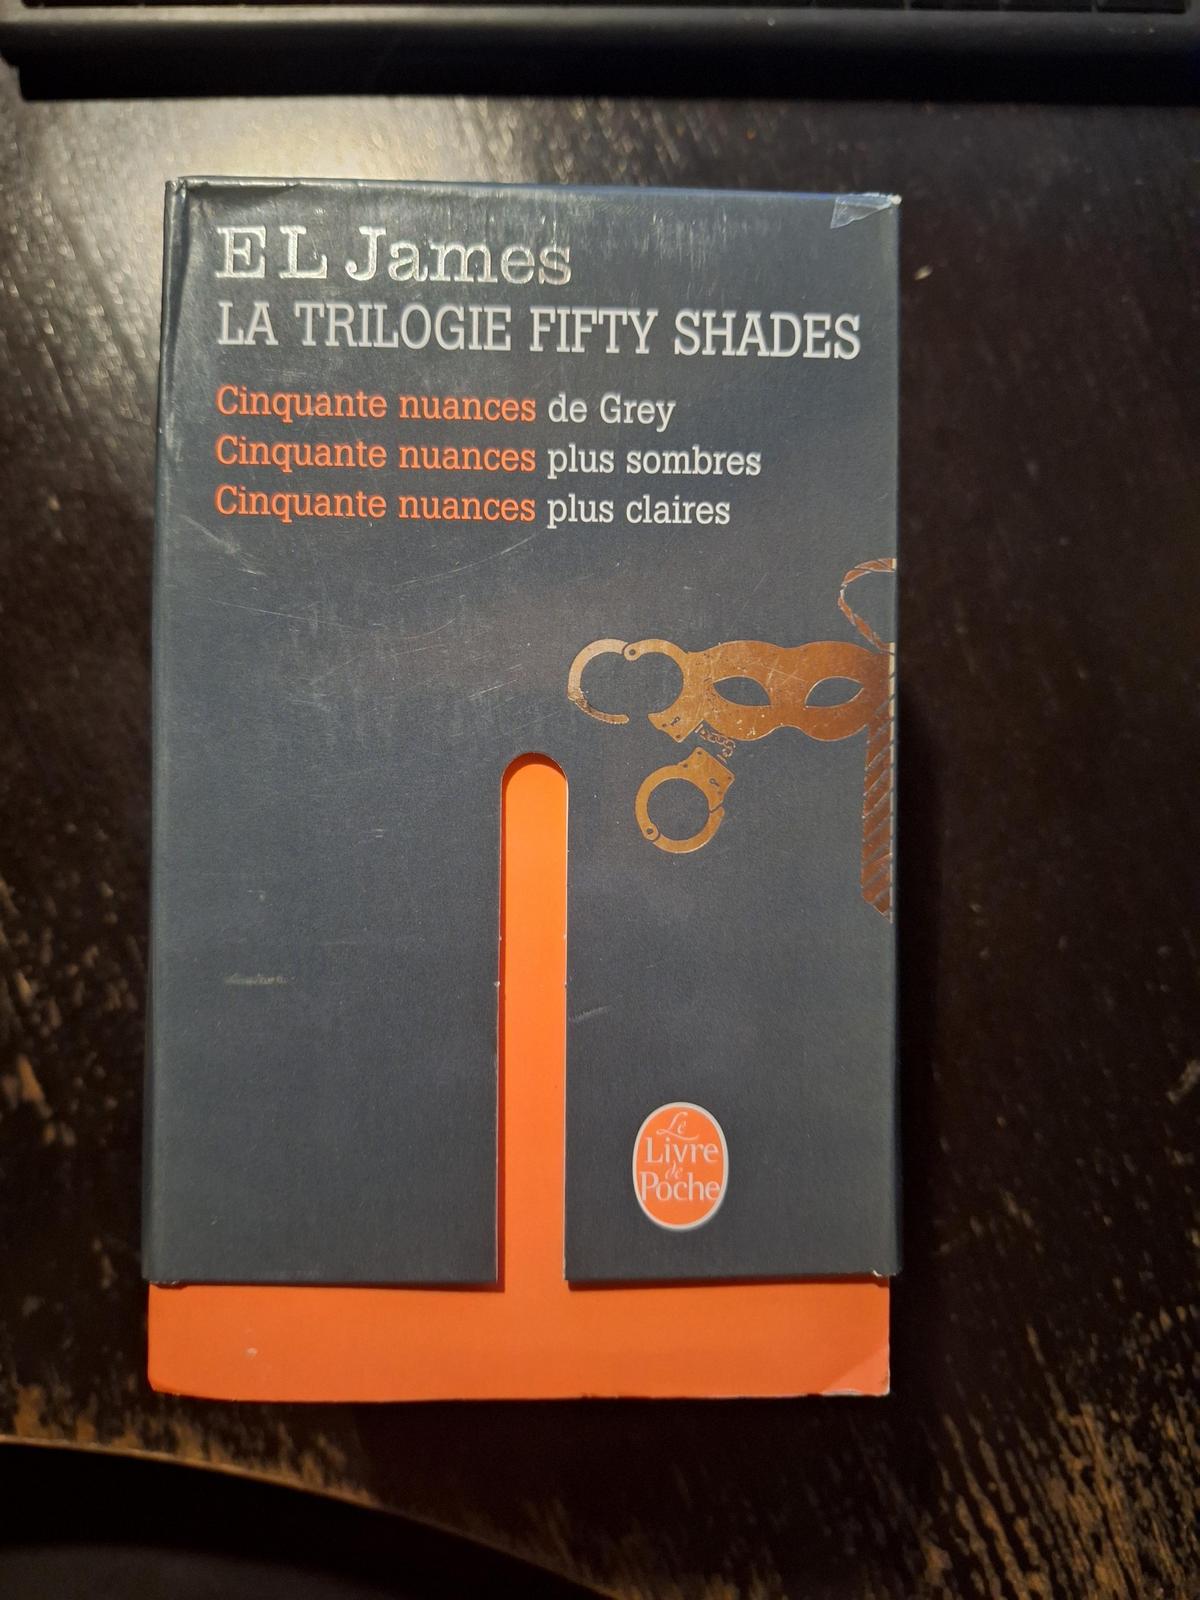 E L James
LA TRILOGIE FIFTY SHADES
Cinquante nuances de Grey
Cinquante nuances plus sombres
Cinquante nuances plus claires
Le
Livre
de
Poche